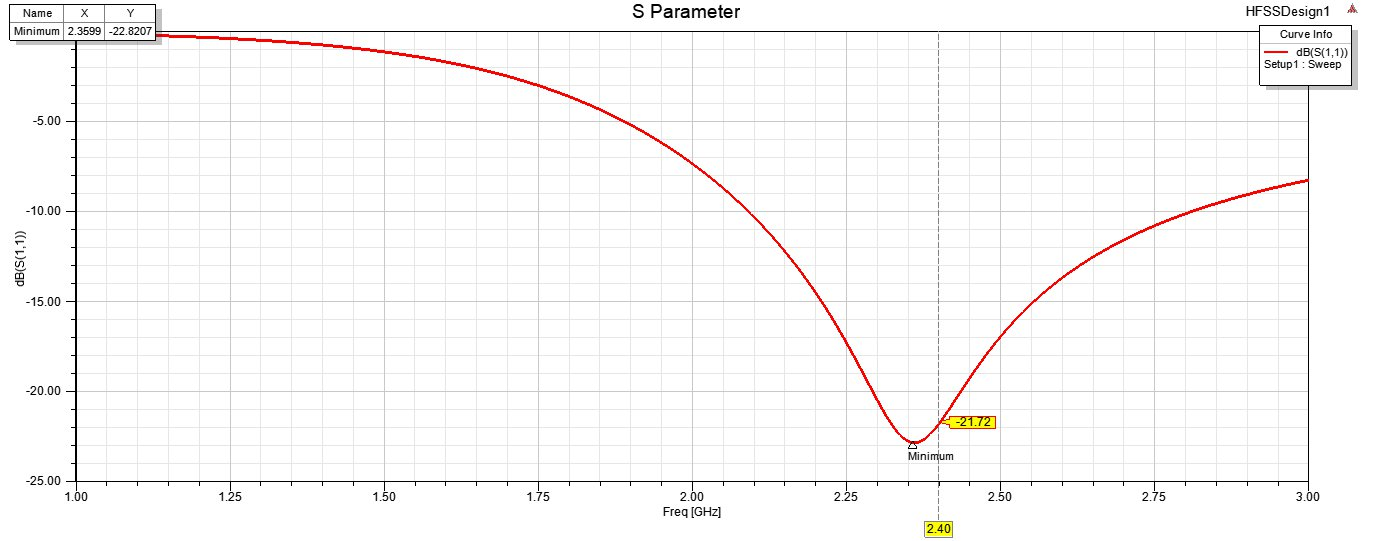 S Parameter
HFSSDesign1
Name X Y
Minimum 2.3599 -22.8207
Curve Info
dB(S(1,1))
Setup1 : Sweep
-5.00
-10.00
-15.00
-20.00
-25.00
dB(S(1,1))
-21.72
Minimum
1.00 1.25 1.50 1.75 2.00 2.25 2.50 2.75 3.00
Freq [GHz]
2.40